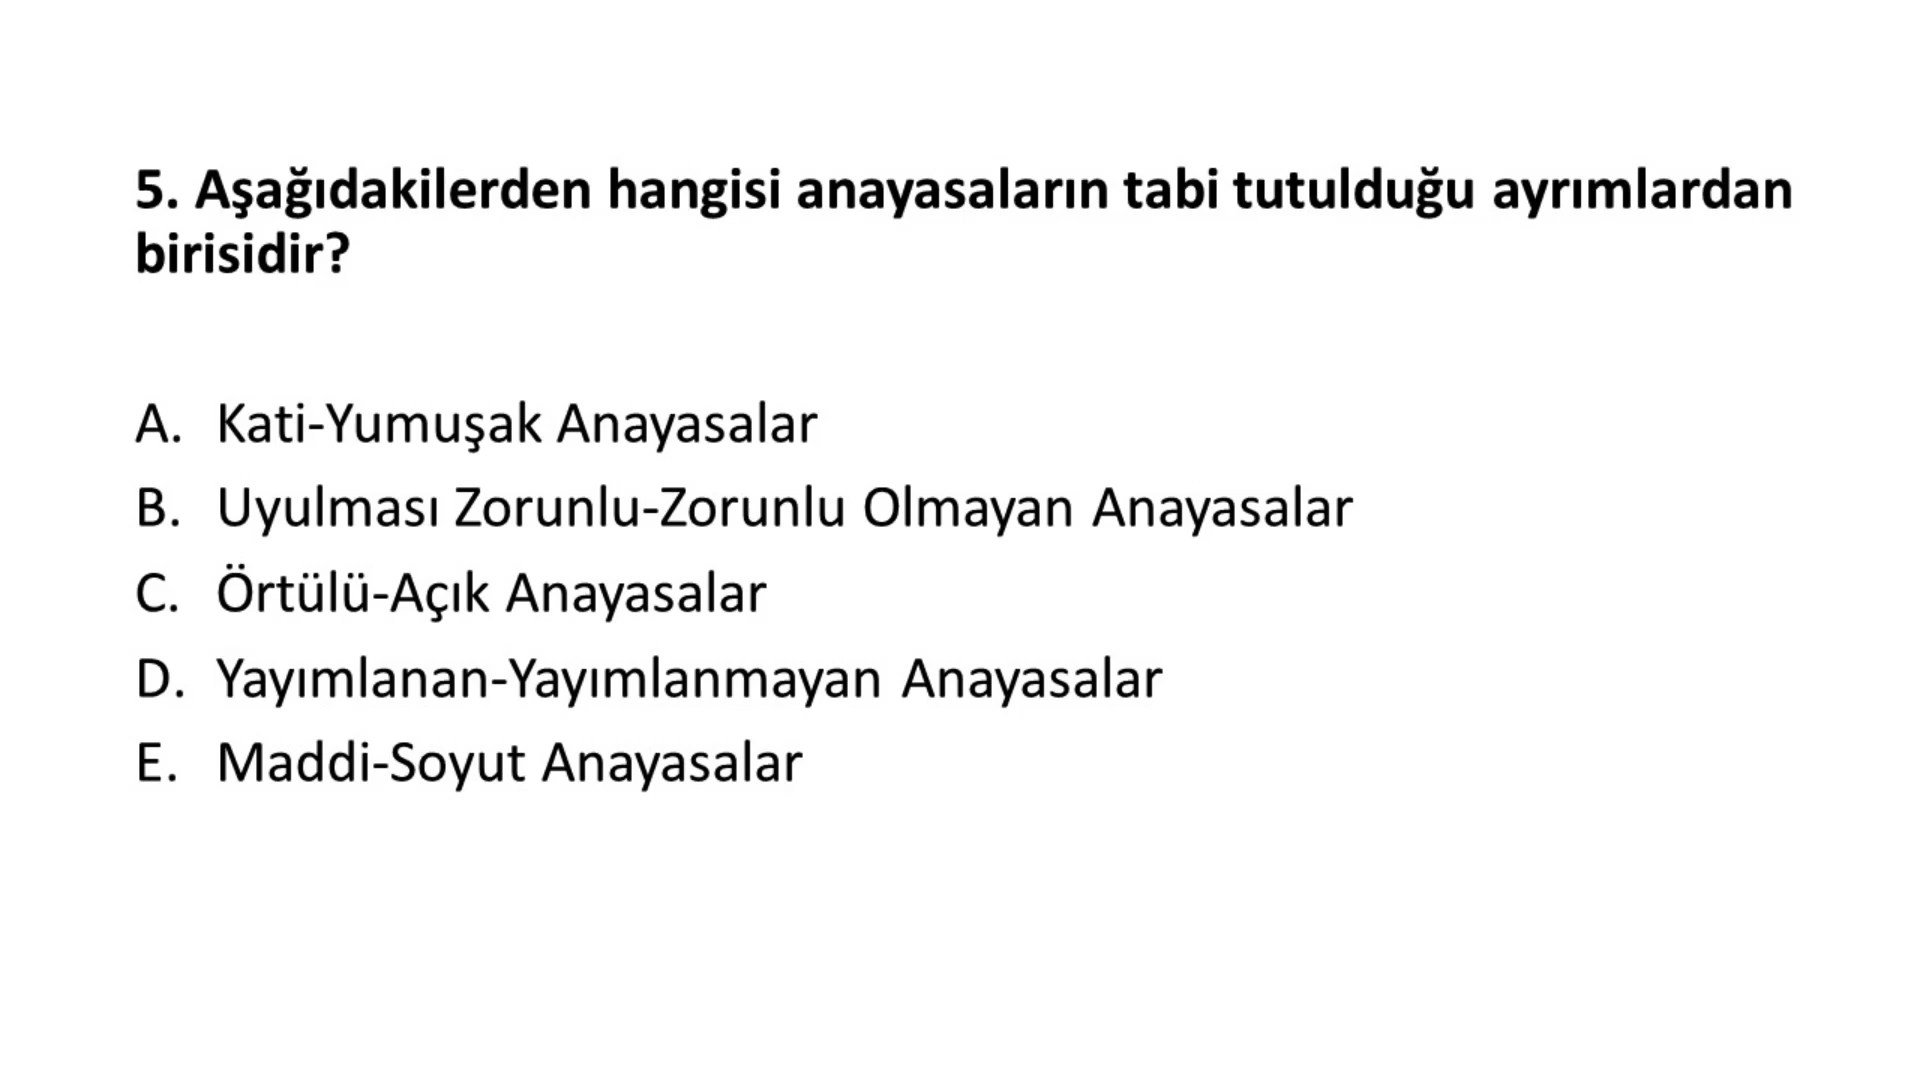 5. Aşağıdakilerden hangisi anayasaların tabi tutulduğu ayrımlardan
birisidir?
A. Kati-Yumuşak Anayasalar
B. Uyulması Zorunlu-Zorunlu Olmayan Anayasalar
C. Örtülü-Açık Anayasalar
D. Yayımlanan-Yayımlanmayan Anayasalar
E. Maddi-Soyut Anayasalar